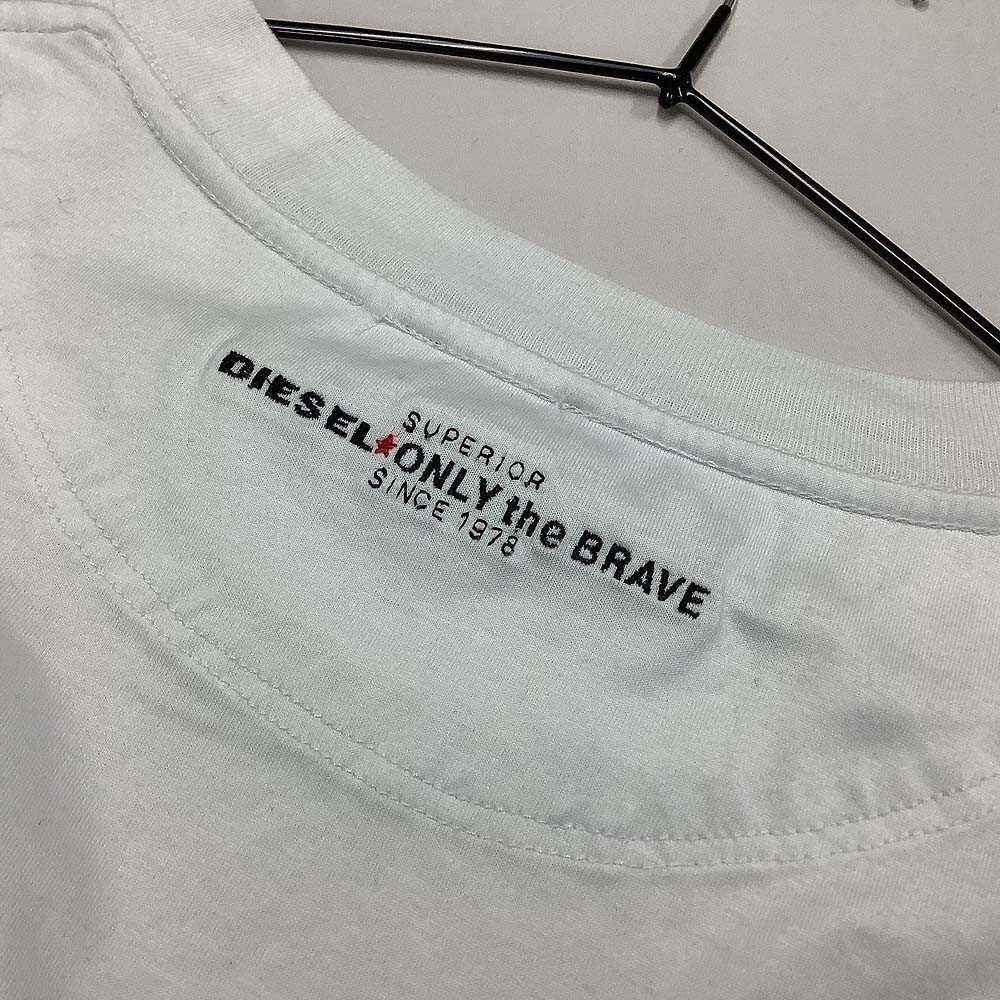 SUPERIOR
DIESEL★ONLY the BRAVE
SINCE 1978